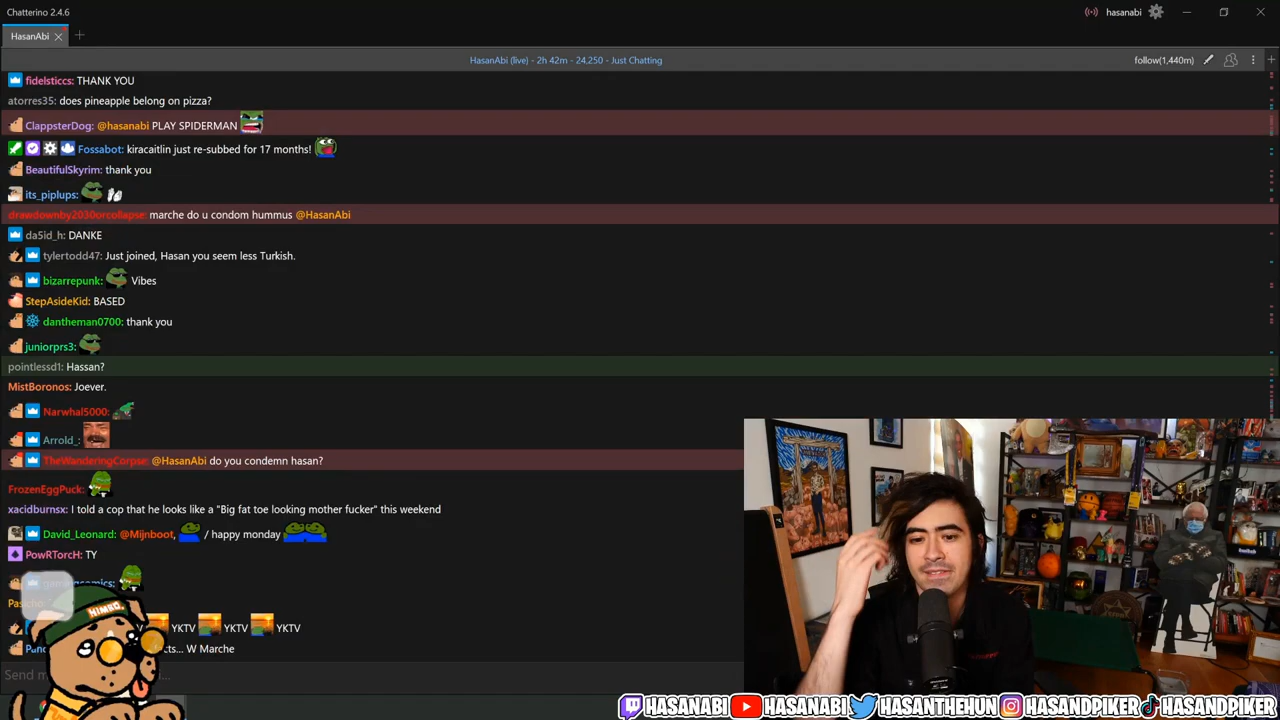 Chatterino 2.4.6
hasanabi
HasanAbi
HasanAbi (live) - 2h 42m - 24,250 - Just Chatting
follow(1,440m)
fidelsticcs: THANK YOU
atorres35: does pineapple belong on pizza?
ClappsterDog: @hasanabi PLAY SPIDERMAN
Fossabot: kiracaitlin just re-subbed for 17 months!
BeautifulSkyrim: thank you
its_piplups:
drawdownby2030orcollapse: marche do u condom hummus @HasanAbi
da5id_h: DANKE
tylertodd47: Just joined, Hasan you seem less Turkish.
bizarrepunk: Vibes
StepAsideKid: BASED
dantheman0700: thank you
juniorprs3:
pointlessd1: Hassan?
MistBoronos: Joever.
Narwhal5000:
Arrold_:
TheWanderingCorpse: @HasanAbi do you condemn hasan?
FrozenEggPuck:
xacidburnsx: I told a cop that he looks like a "Big fat toe looking mother fucker" this weekend
David_Leonard: @Mijnboot, / happy monday
PowRTorcH: TY
YKTV YKTV YKTV
W Marche
HIMBO.
HASANABI HASANABI HASANTHEHUN HASANDPIKER HASANDPIKER